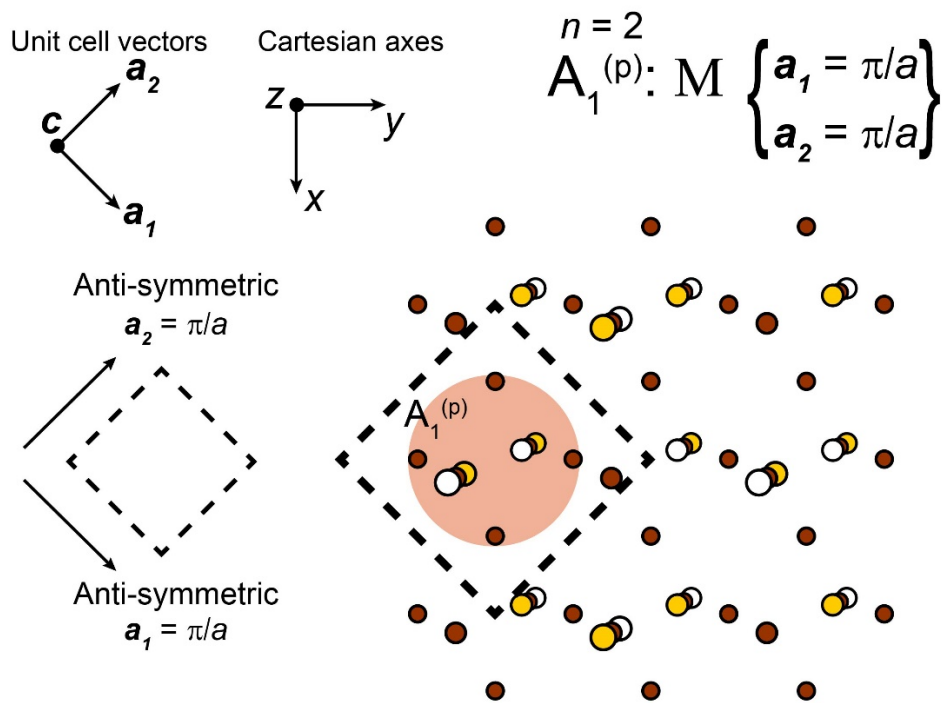 Unit cell vectors
a₂
c
a₁
Cartesian axes
z
y
x
n = 2
A₁⁽ᵖ⁾: M {a₁ = π/a
a₂ = π/a}
Anti-symmetric
a₂ = π/a
A₁⁽ᵖ⁾
Anti-symmetric
a₁ = π/a